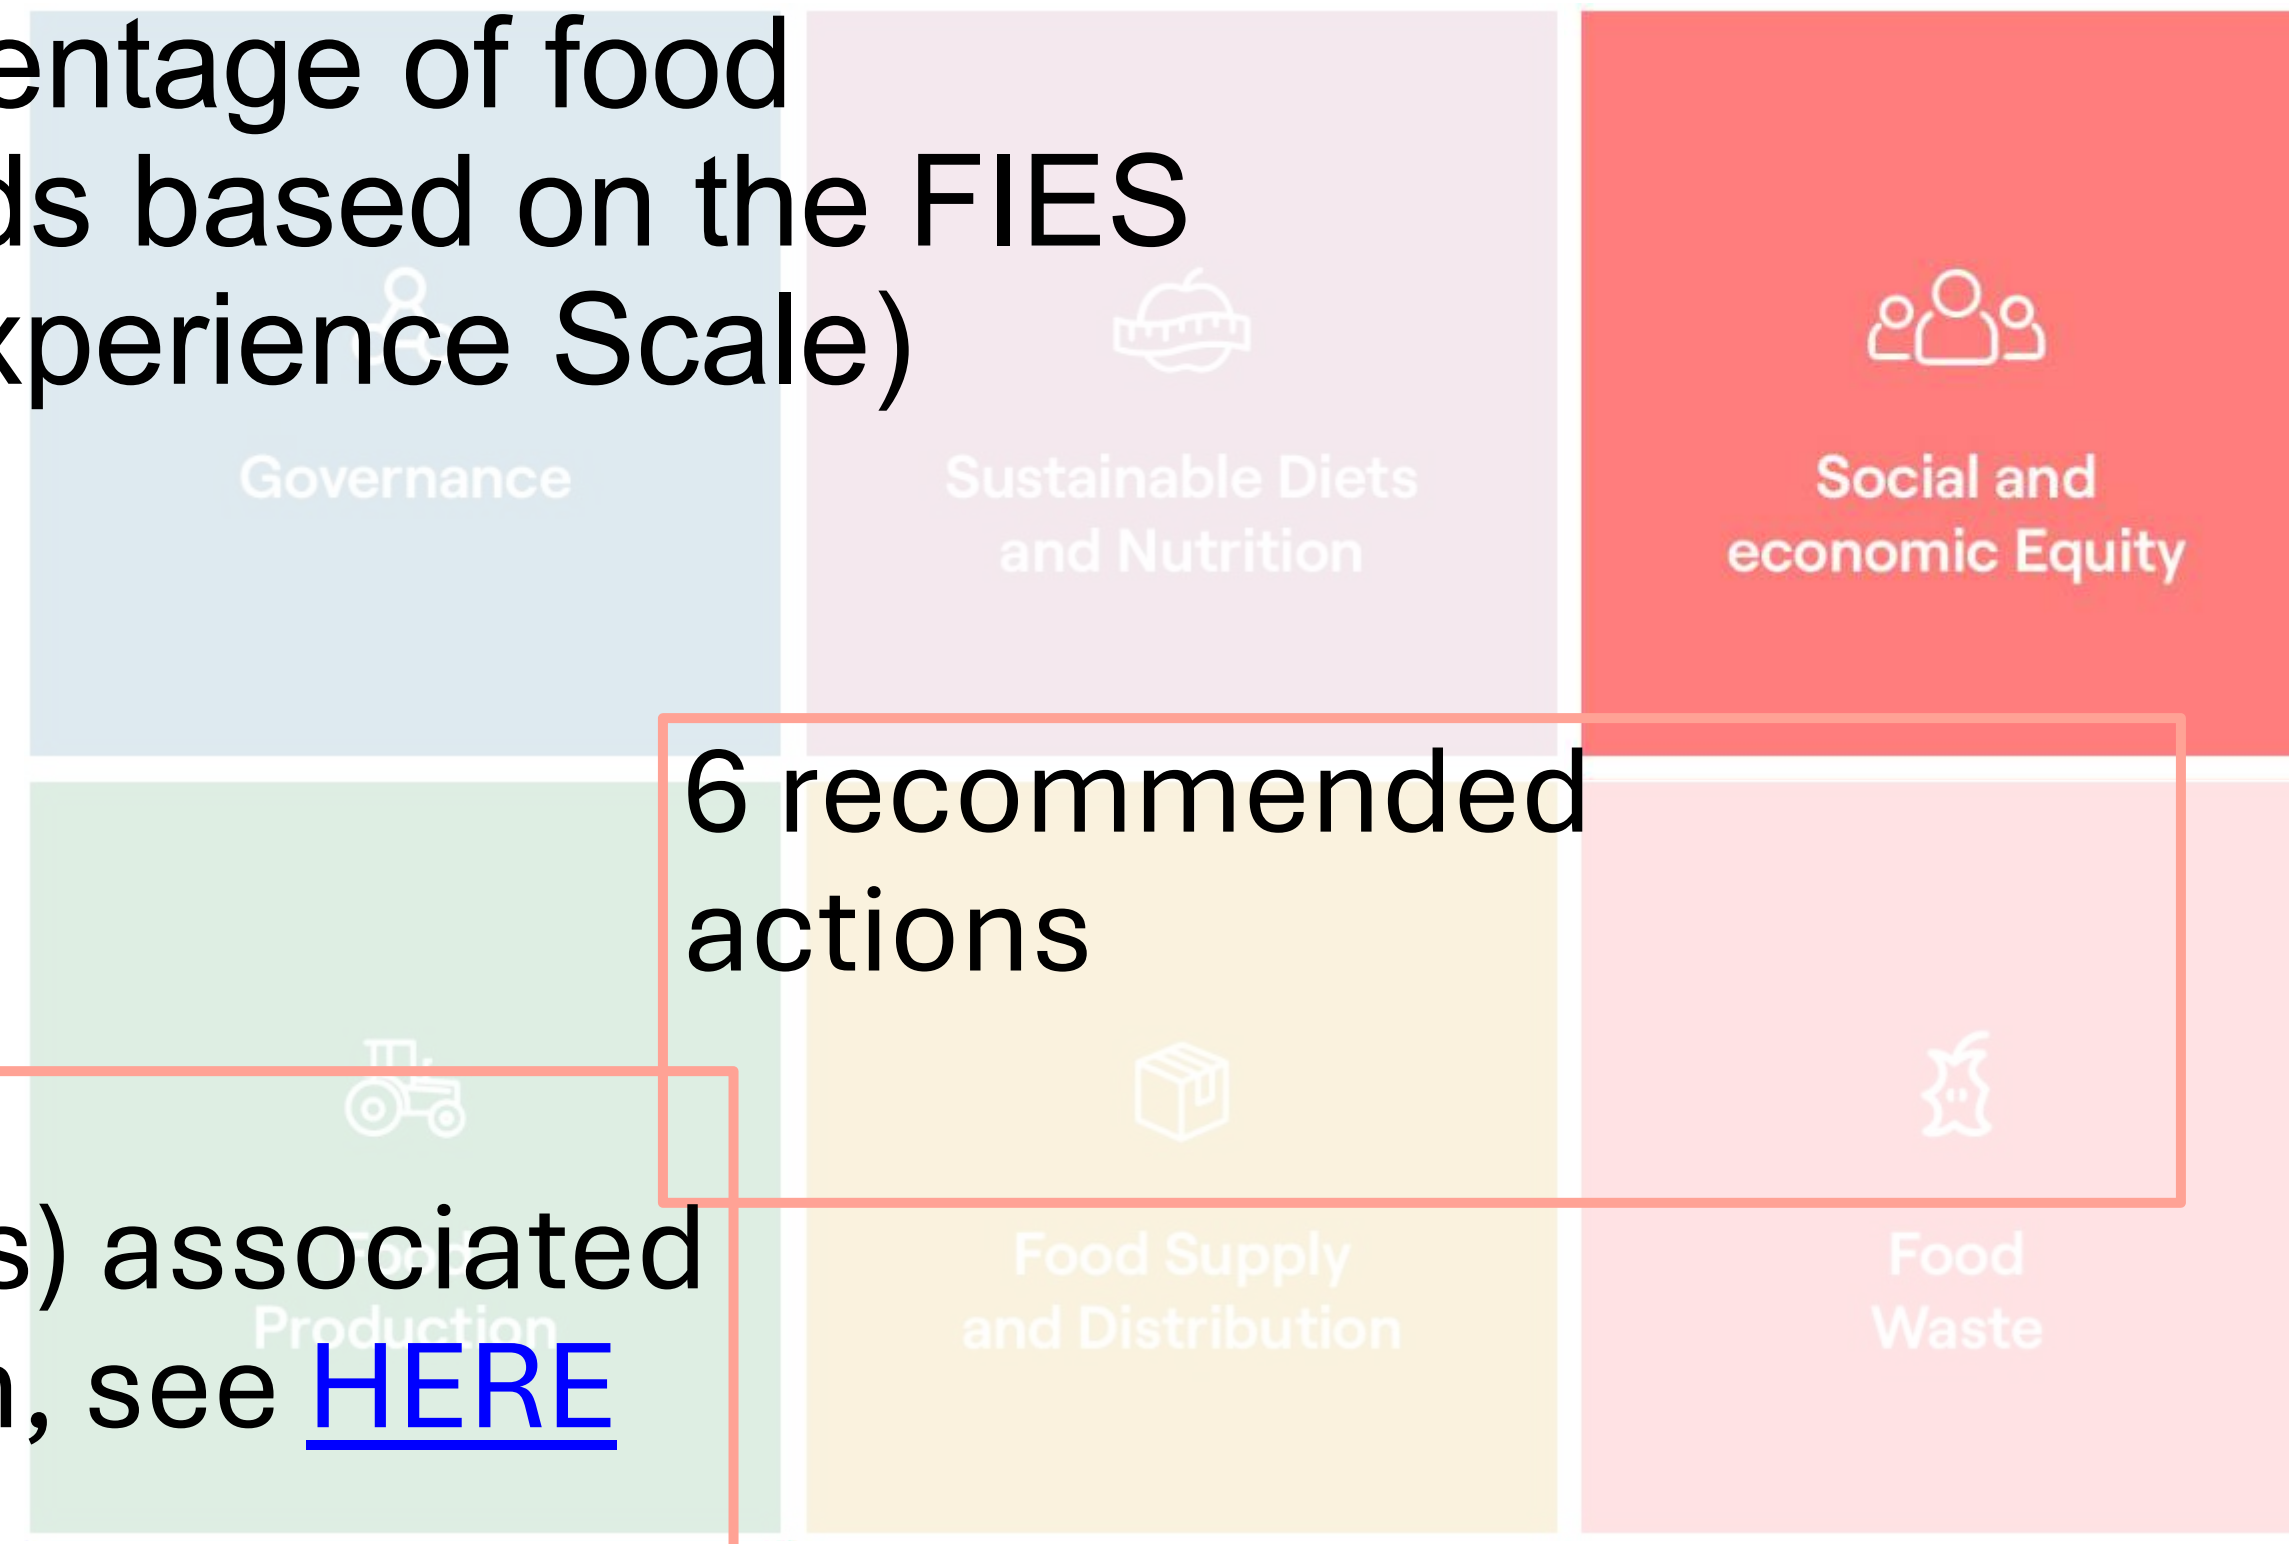 entage of food
ds based on the FIES
xperience Scale)
Governance
Sustainable Diets
and Nutrition
Social and
economic Equity
6 recommended
actions
s) associated
n, see HERE
Food
Production
Food Supply
and Distribution
Food
Waste